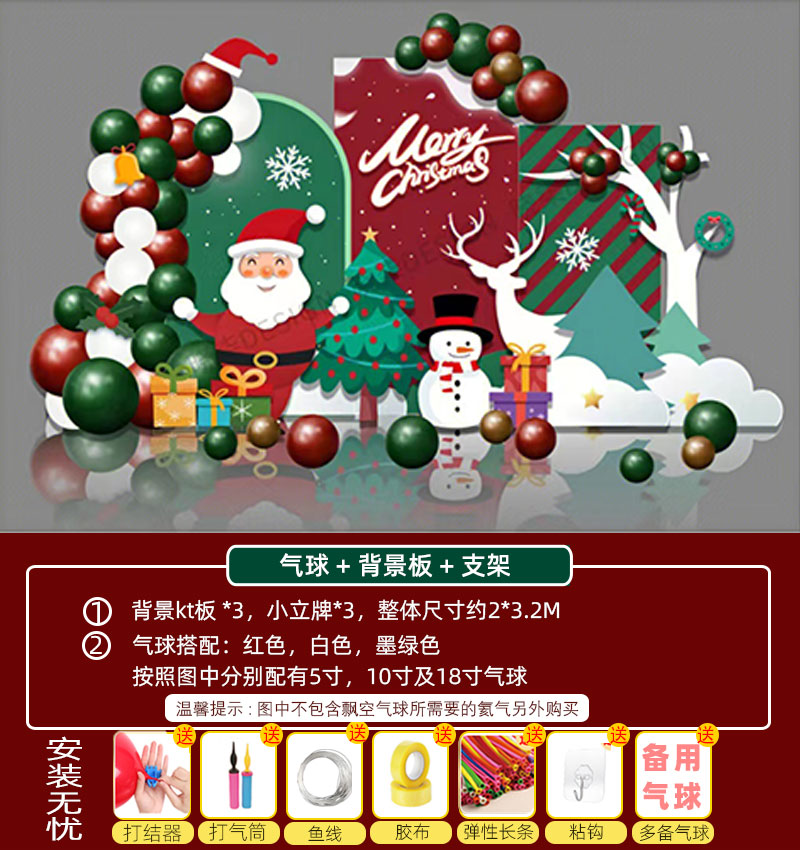 Merry
Christmas
气球 + 背景板 + 支架
① 背景kt板 *3，小立牌*3，整体尺寸约2*3.2M
② 气球搭配：红色，白色，墨绿色
按照图中分别配有5寸，10寸及18寸气球
温馨提示 : 图中不包含飘空气球所需要的氦气另外购买
安装无忧
送 送 送 送 送 送 送
备用
气球
打结器 打气筒 鱼线 胶布 弹性长条 粘钩 多备气球